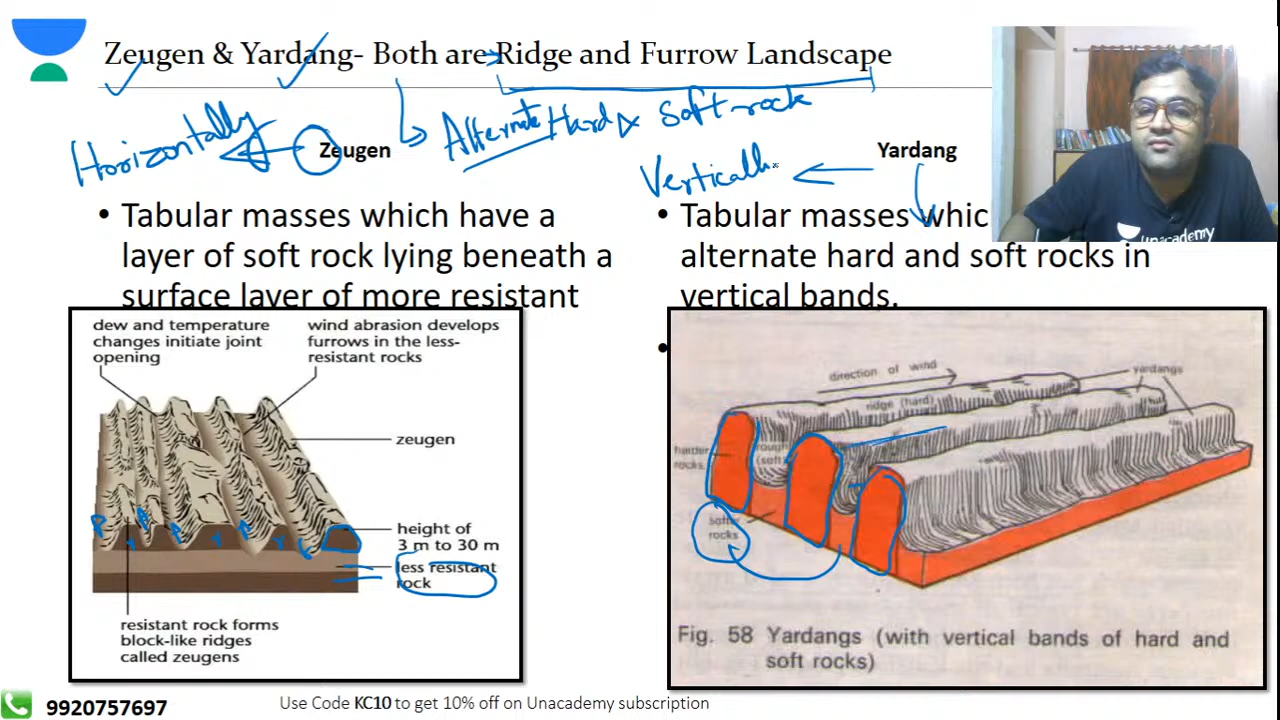 Zeugen & Yardang- Both are Ridge and Furrow Landscape
Horizontally
Alternate Hard & Soft rock
Zeugen
Vertically
Yardang
• Tabular masses which have a
layer of soft rock lying beneath a
surface layer of more resistant
• Tabular masses whic
alternate hard and soft rocks in
vertical bands.
unacademy
dew and temperature
changes initiate joint
opening
wind abrasion develops
furrows in the less-
resistant rocks
zeugen
height of
3 m to 30 m
less resistant
rock
resistant rock forms
block-like ridges
called zeugens
direction of wind
yardangs
ridge (hard)
harder
rocks
(soft)
softer
rocks
Fig. 58 Yardangs (with vertical bands of hard and
soft rocks)
9920757697
Use Code KC10 to get 10% off on Unacademy subscription